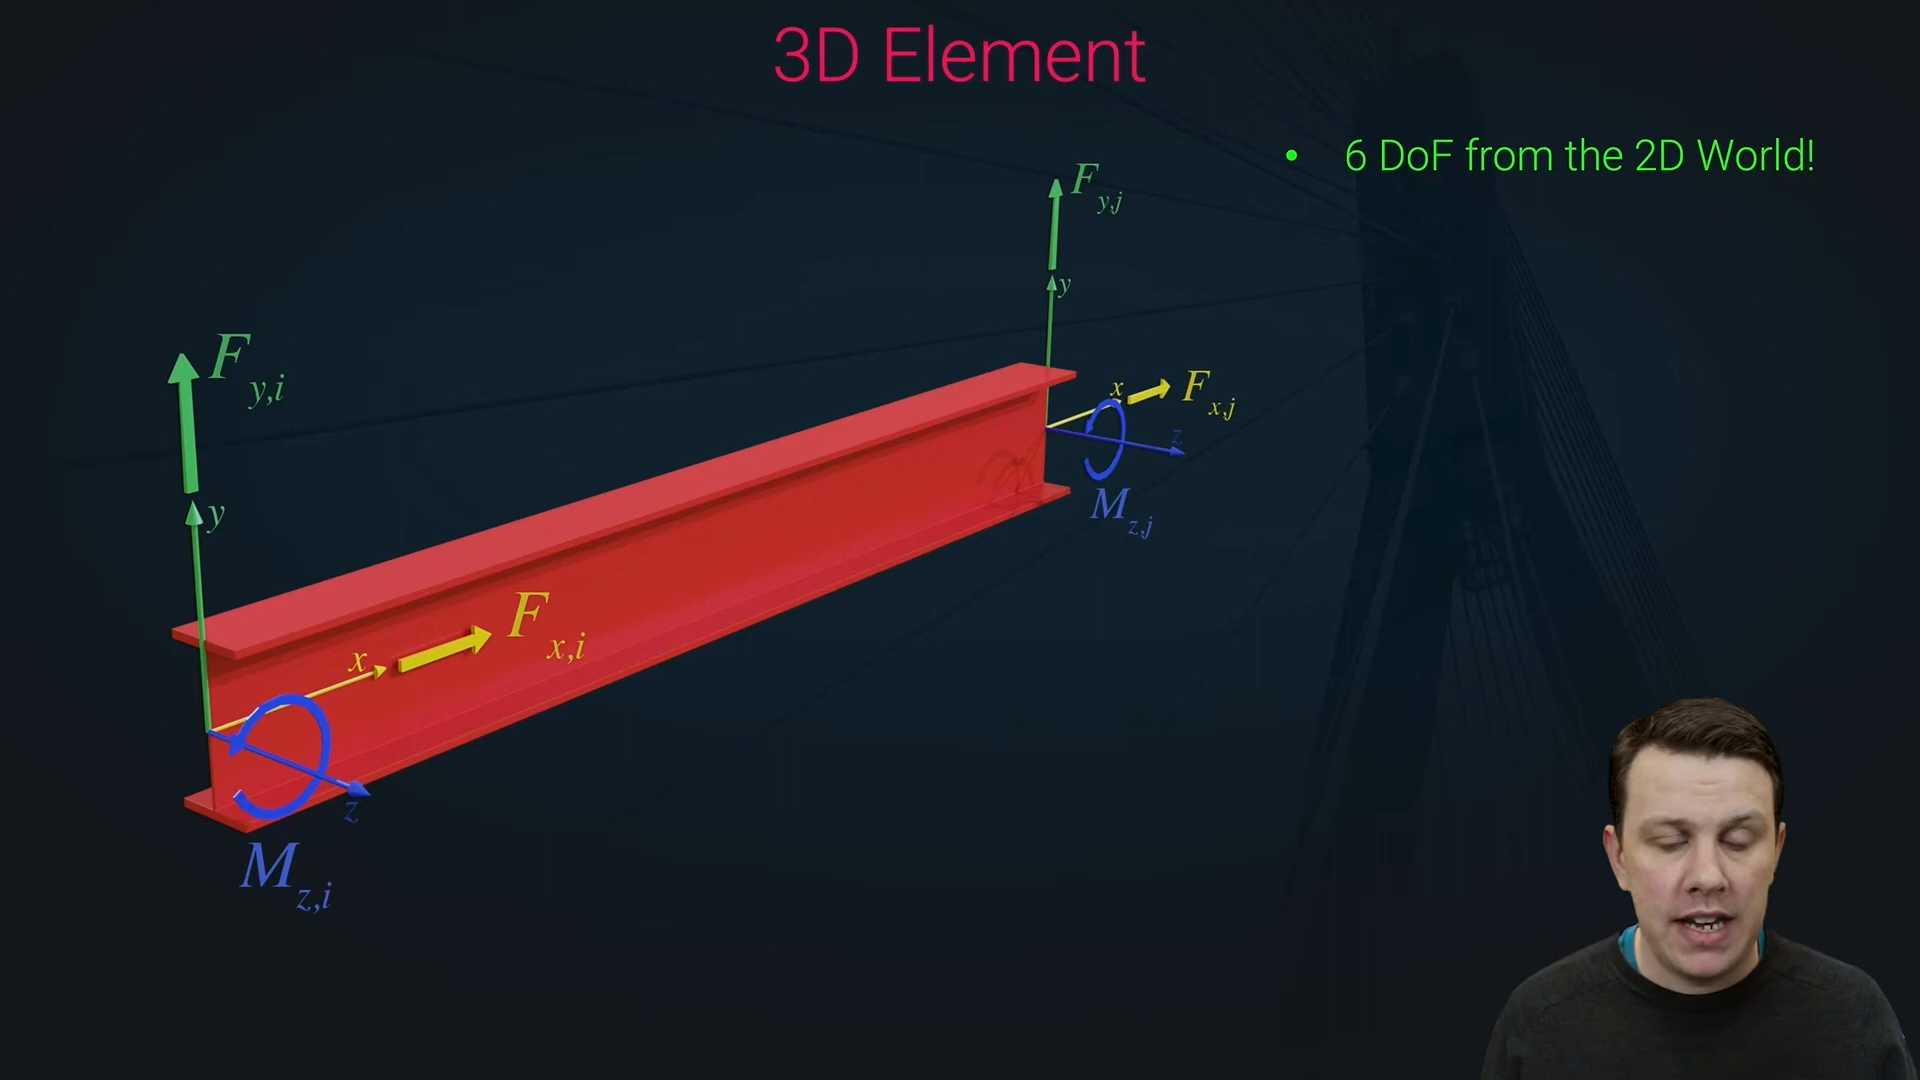 3D Element
• 6 DoF from the 2D World!
F y,j
y
F y,i
x
F x,j
z
y
M z,j
F x,i
x
z
M z,i